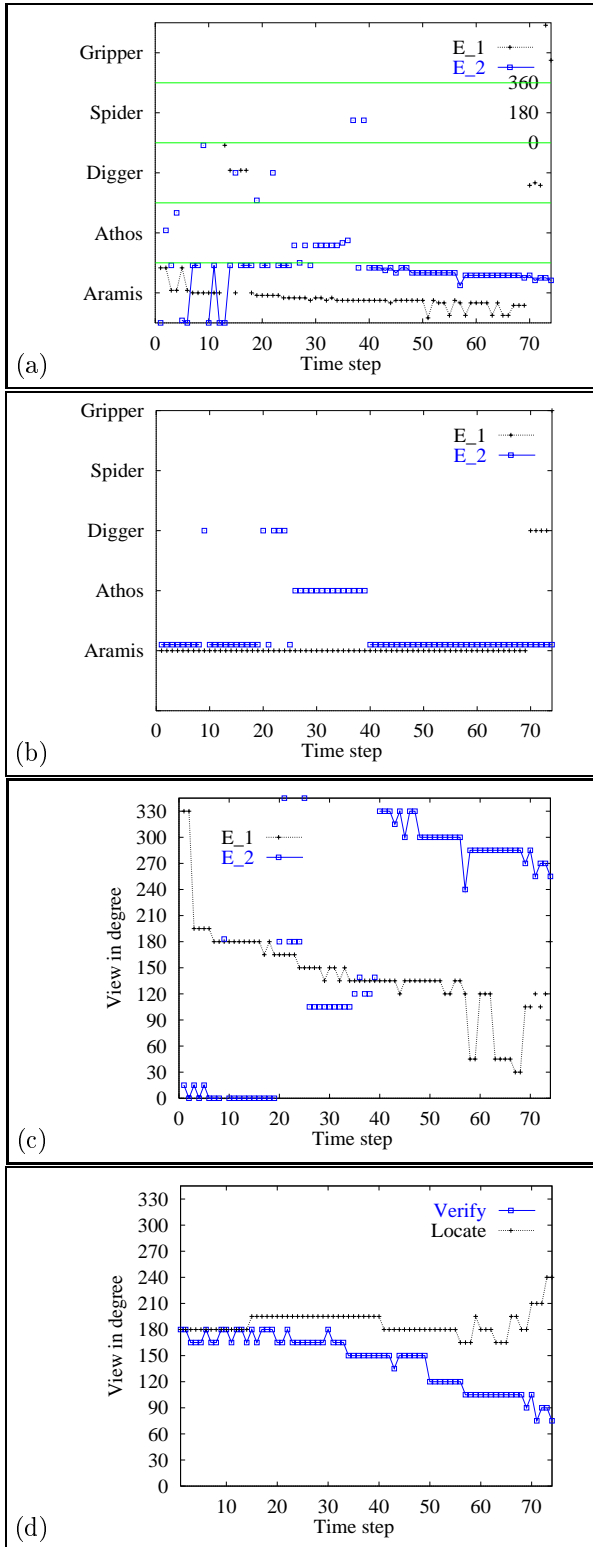 E_1
Gripper
E_2
360
Spider
180
0
Digger
Athos
Aramis
0 10 20 30 40 50 60 70
(a)
Time step
Gripper
E_1
E_2
Spider
Digger
Athos
Aramis
0 10 20 30 40 50 60 70
(b)
Time step
330
300
270
240
210
180
150
120
90
60
30
0
View in degree
E_1
E_2
0 10 20 30 40 50 60 70
(c)
Time step
330
300
270
240
210
180
150
120
90
60
30
0
View in degree
Verify
Locate
10 20 30 40 50 60 70
(d)
Time step